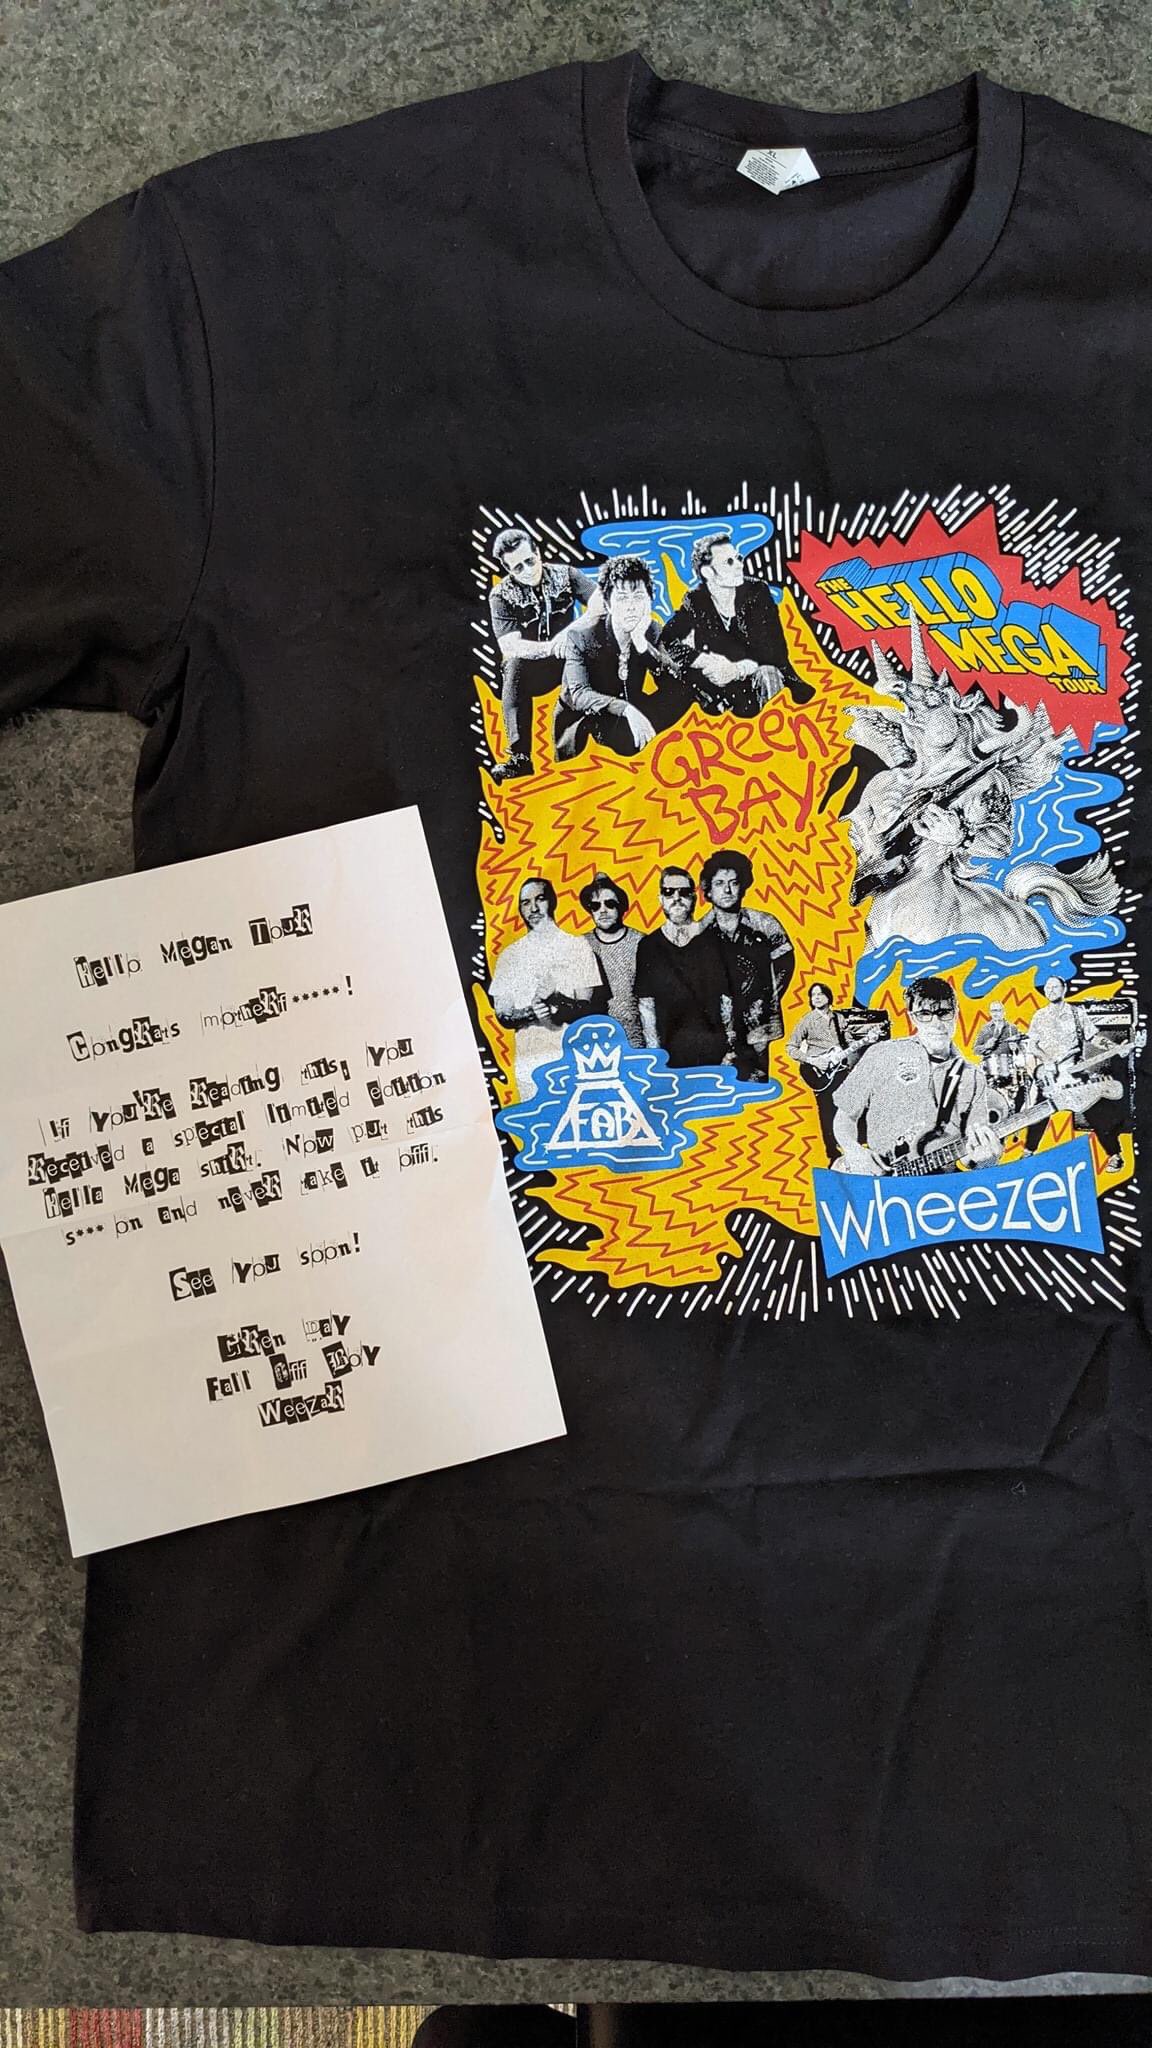 XL
THE
HELLO
MEGA
TOUR
GReen
BAY
FAB
wheezer
Hello Megan TouR
CongRats motheRf*****!
If You'Re Reading this, You
Received a special limited edition
Hella Mega shiRt. Now put this
s*** on and neveR take it off.
See You soon!
GRen DaY
Fall Off BoY
WeezaR